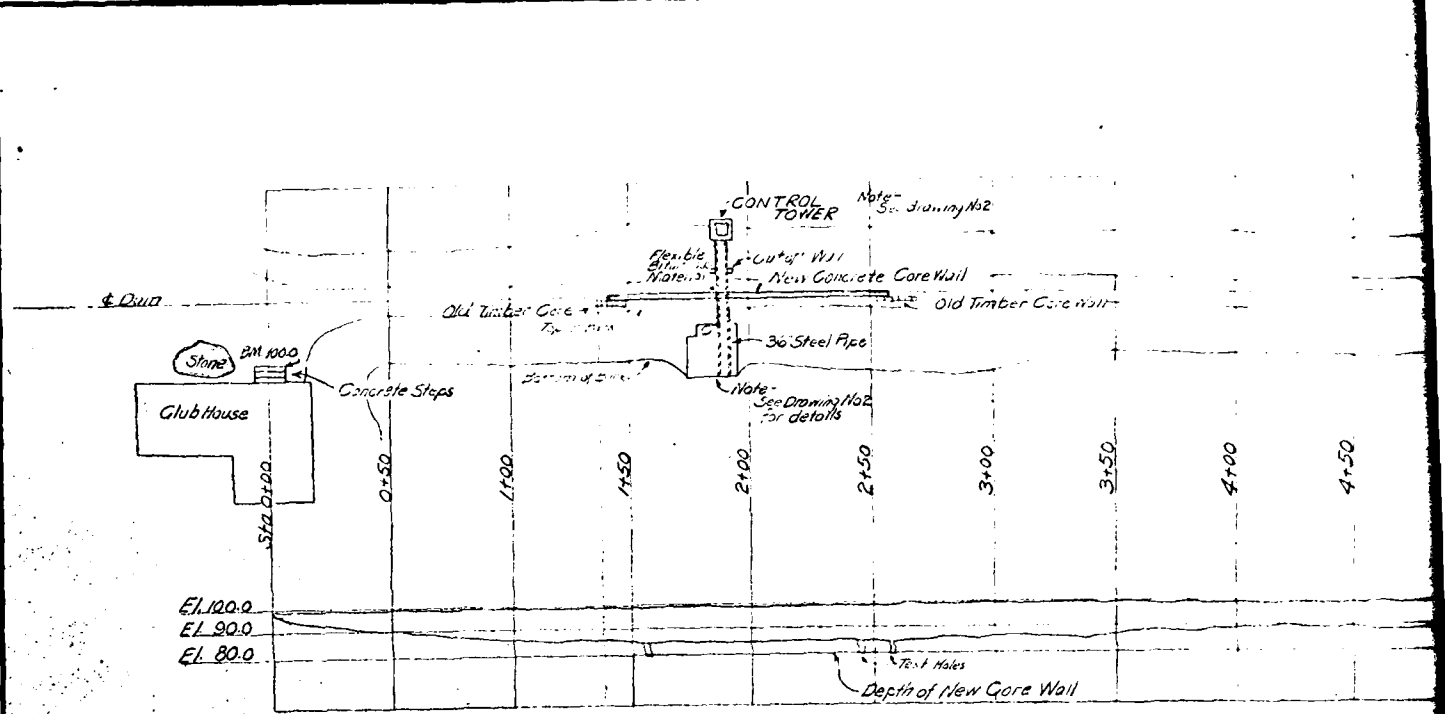 CONTROL
TOWER
Note-
See drawing No2
Flexible
Material
Cutoff Wall
New Concrete Core Wall
℄ Dam
Old Timber Core
Old Timber Core Wall
36" Steel Pipe
Stone
BM 100.0
Concrete Steps
Bottom of
Note-
See Drawing No2
for details
Club House
Sta 0+00
0+50
1+00
1+50
2+00
2+50
3+00
3+50
4+00
4+50
El. 100.0
El. 90.0
El. 80.0
Test Holes
Depth of New Core Wall